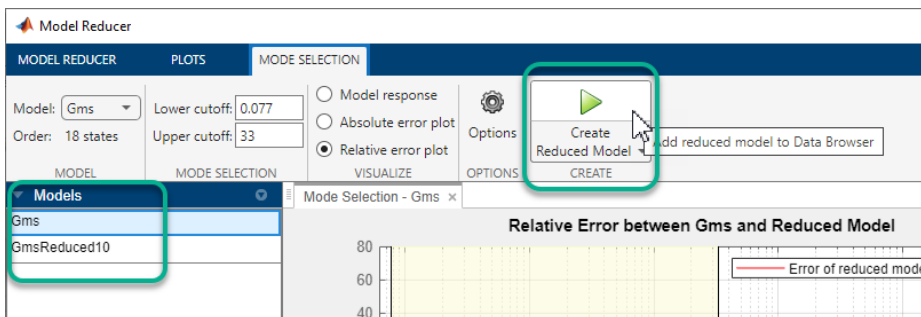 Model Reducer
MODEL REDUCER PLOTS MODE SELECTION
Model: Gms
Order: 18 states
MODEL
Lower cutoff: 0.077
Upper cutoff: 33
MODE SELECTION
Model response
Absolute error plot
Relative error plot
VISUALIZE
Options
OPTIONS
Create
Reduced Model
CREATE
Add reduced model to Data Browser
Models
Gms
GmsReduced10
Mode Selection - Gms ×
Relative Error between Gms and Reduced Model
80
60
40
Error of reduced mode